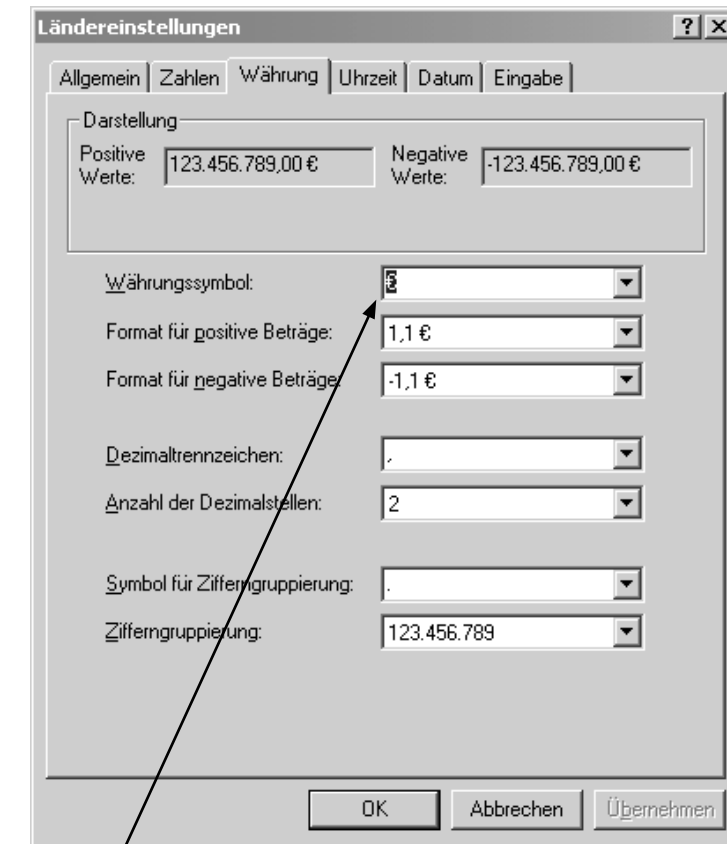 Ländereinstellungen
Allgemein Zahlen Währung Uhrzeit Datum Eingabe
Darstellung
Positive Werte: 123.456.789,00 € Negative Werte: -123.456.789,00 €
Währungssymbol: €
Format für positive Beträge: 1,1 €
Format für negative Beträge: -1,1 €
Dezimaltrennzeichen: ,
Anzahl der Dezimalstellen: 2
Symbol für Zifferngruppierung: .
Zifferngruppierung: 123.456.789
OK Abbrechen Übernehmen